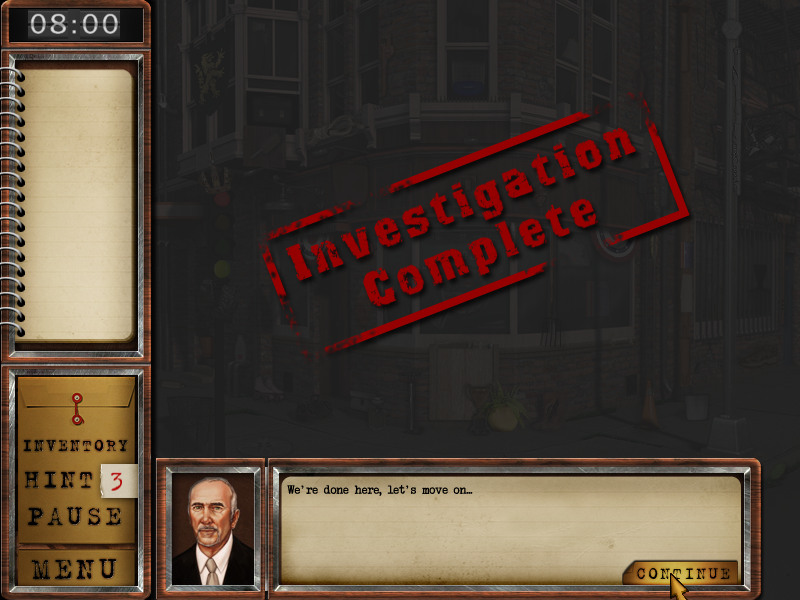 08:00
Investigation
Complete
INVENTORY
HINT 3
PAUSE
MENU
We're done here, let's move on…
CONTINUE